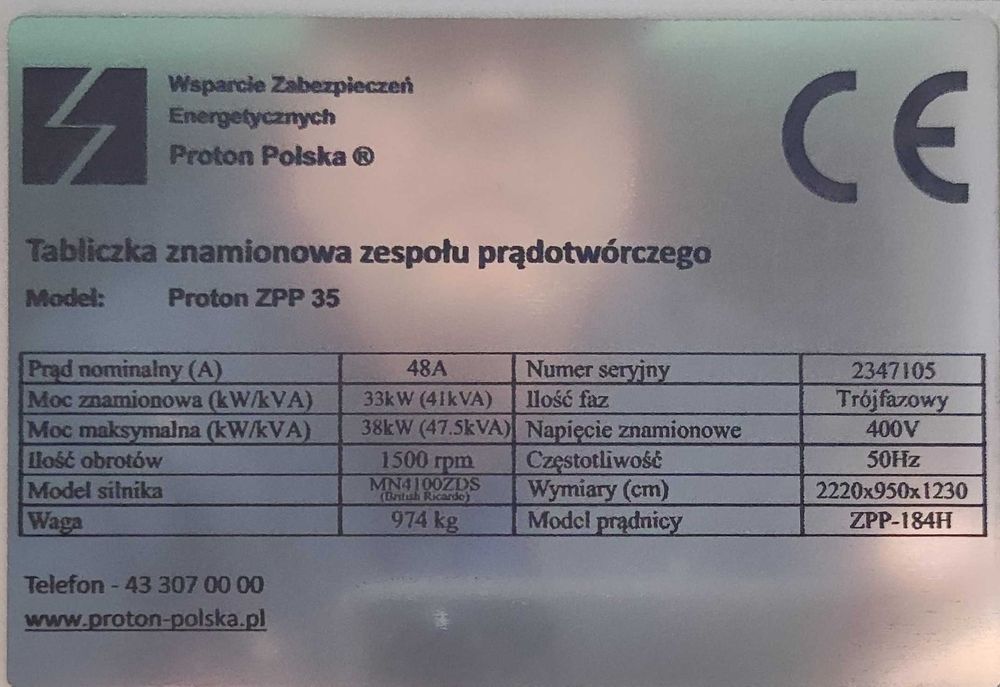 Wsparcie Zabezpieczeń
Energetycznych
Proton Polska ®
CE
Tabliczka znamionowa zespołu prądotwórczego
Model: Proton ZPP 35
Prąd nominalny (A) 48A Numer seryjny 2347105
Moc znamionowa (kW/kVA) 33kW (41kVA) Ilość faz Trójfazowy
Moc maksymalna (kW/kVA) 38kW (47.5kVA) Napięcie znamionowe 400V
Ilość obrotów 1500 rpm Częstotliwość 50Hz
Model silnika MN4100ZDS (British Ricardo) Wymiary (cm) 2220x950x1230
Waga 974 kg Model prądnicy ZPP-184H
Telefon - 43 307 00 00
www.proton-polska.pl